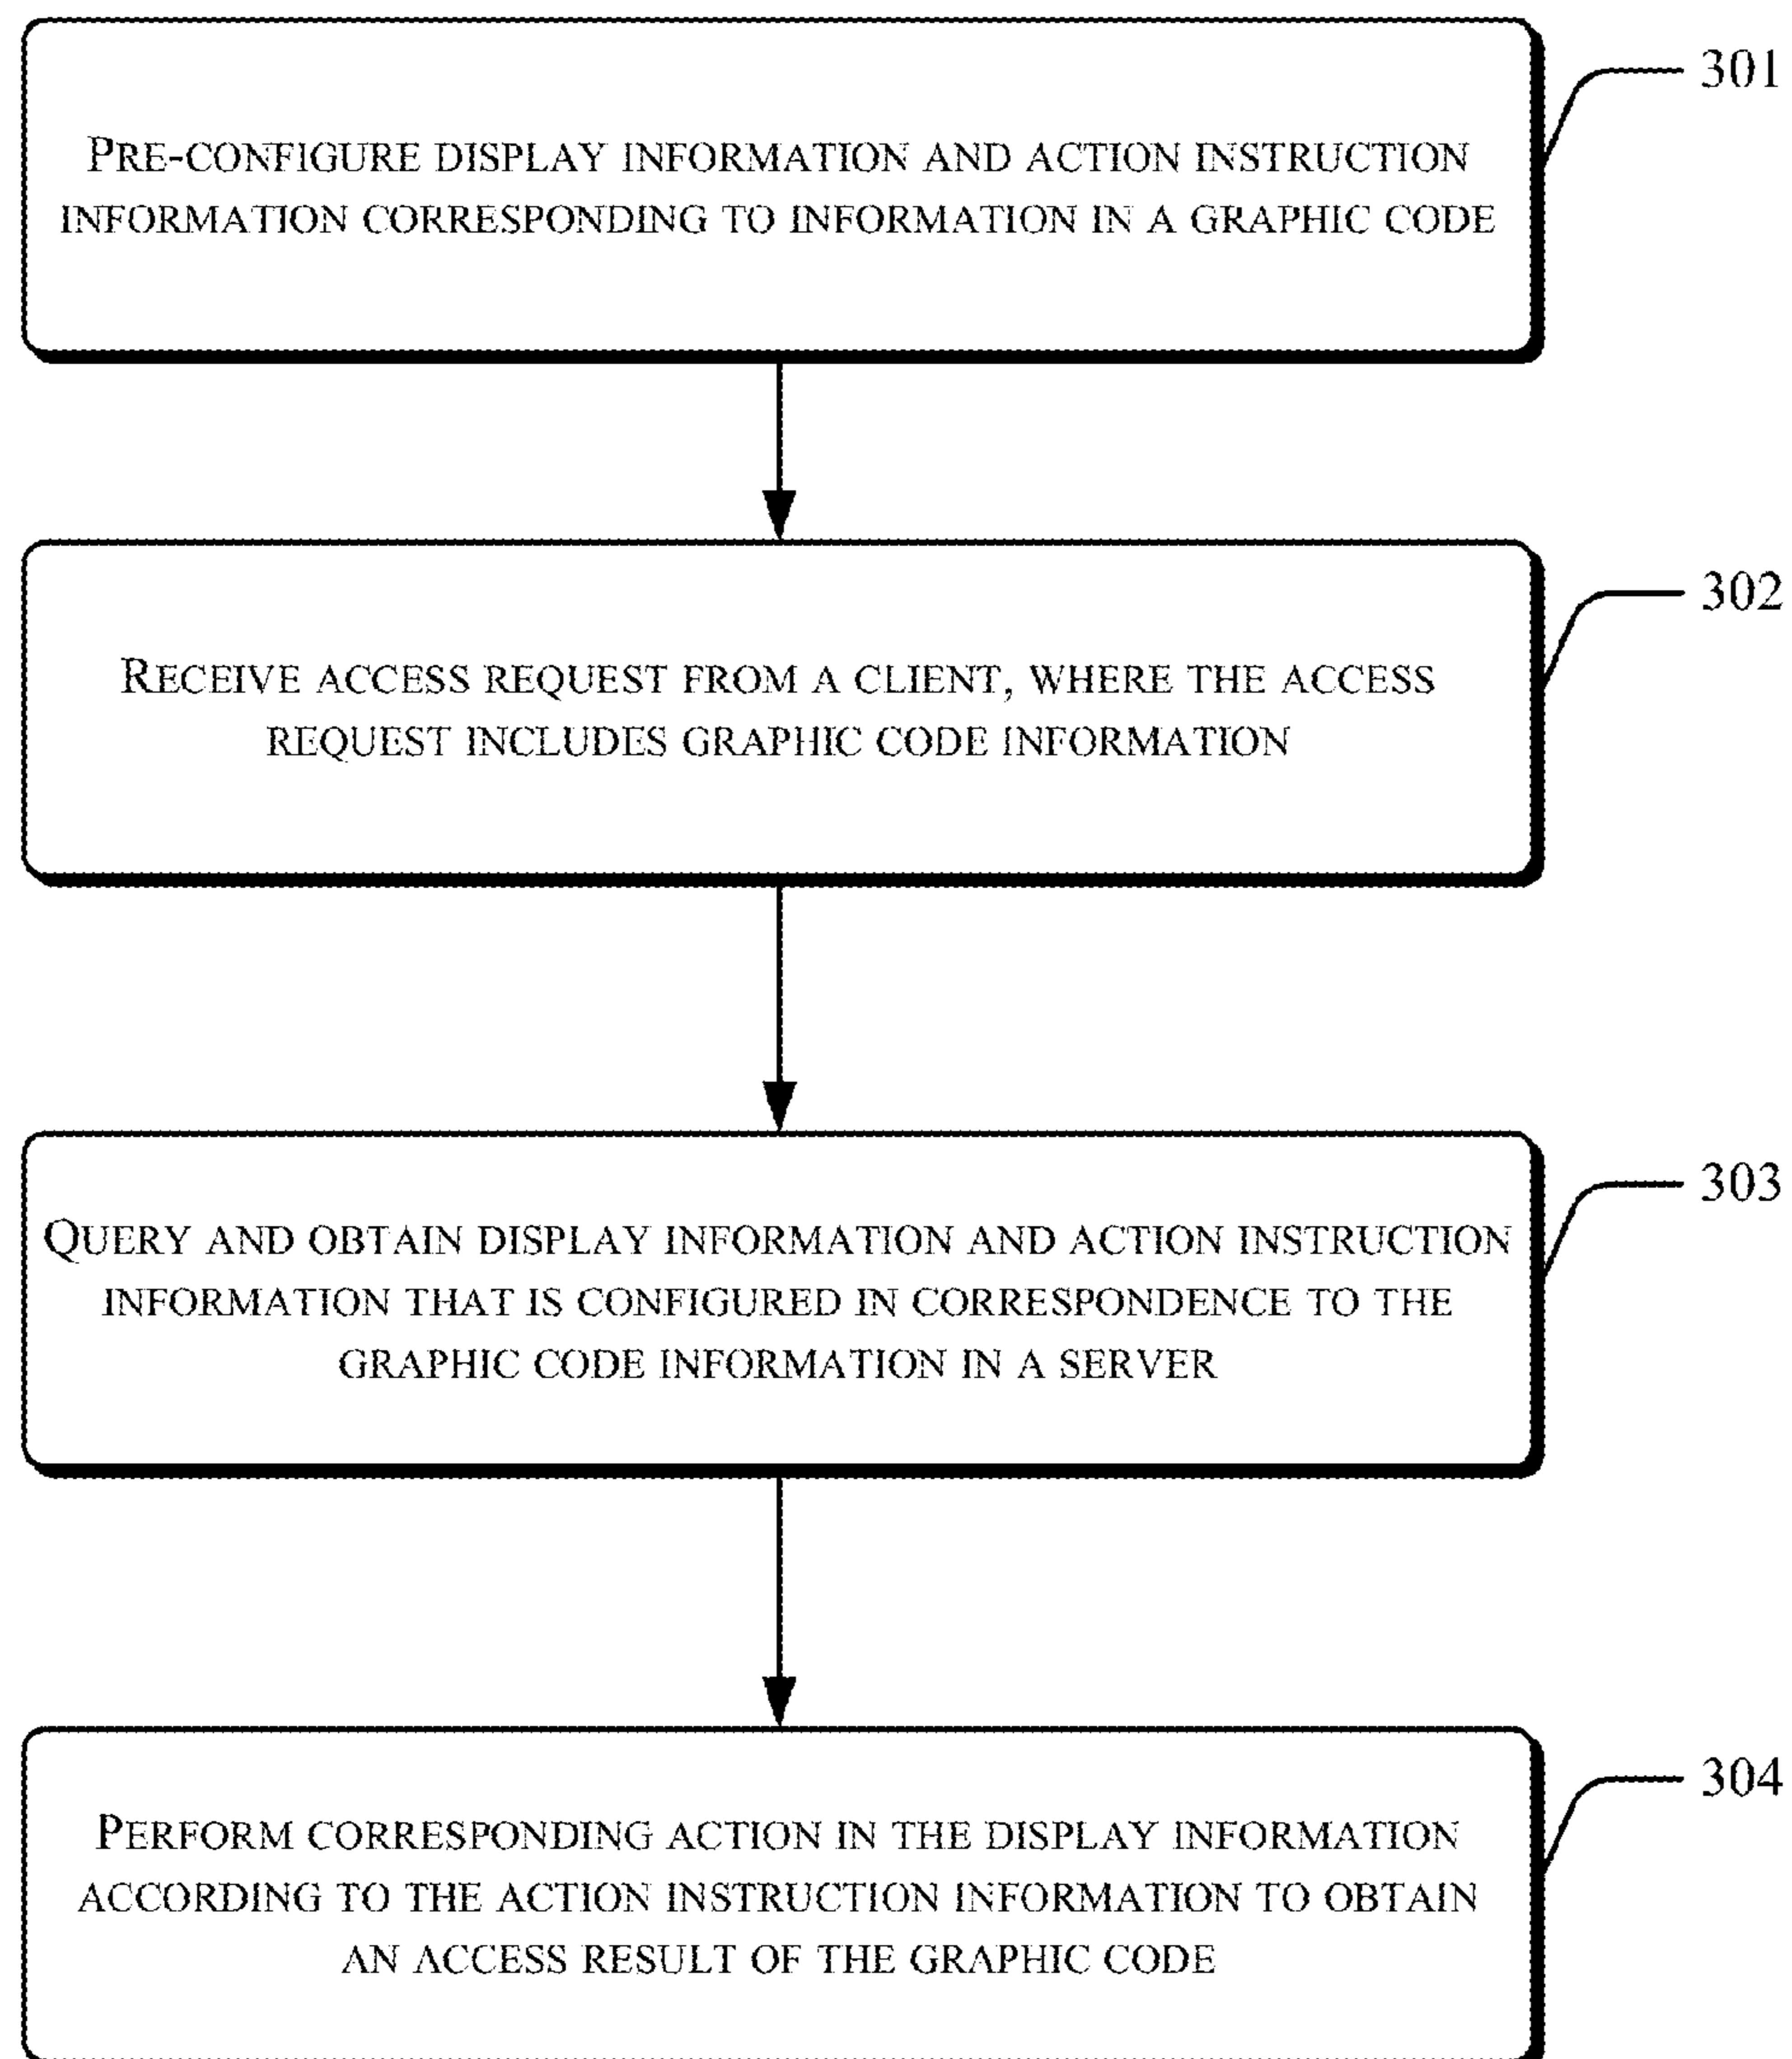 301
PRE-CONFIGURE DISPLAY INFORMATION AND ACTION INSTRUCTION
INFORMATION CORRESPONDING TO INFORMATION IN A GRAPHIC CODE
302
RECEIVE ACCESS REQUEST FROM A CLIENT, WHERE THE ACCESS
REQUEST INCLUDES GRAPHIC CODE INFORMATION
303
QUERY AND OBTAIN DISPLAY INFORMATION AND ACTION INSTRUCTION
INFORMATION THAT IS CONFIGURED IN CORRESPONDENCE TO THE
GRAPHIC CODE INFORMATION IN A SERVER
304
PERFORM CORRESPONDING ACTION IN THE DISPLAY INFORMATION
ACCORDING TO THE ACTION INSTRUCTION INFORMATION TO OBTAIN
AN ACCESS RESULT OF THE GRAPHIC CODE